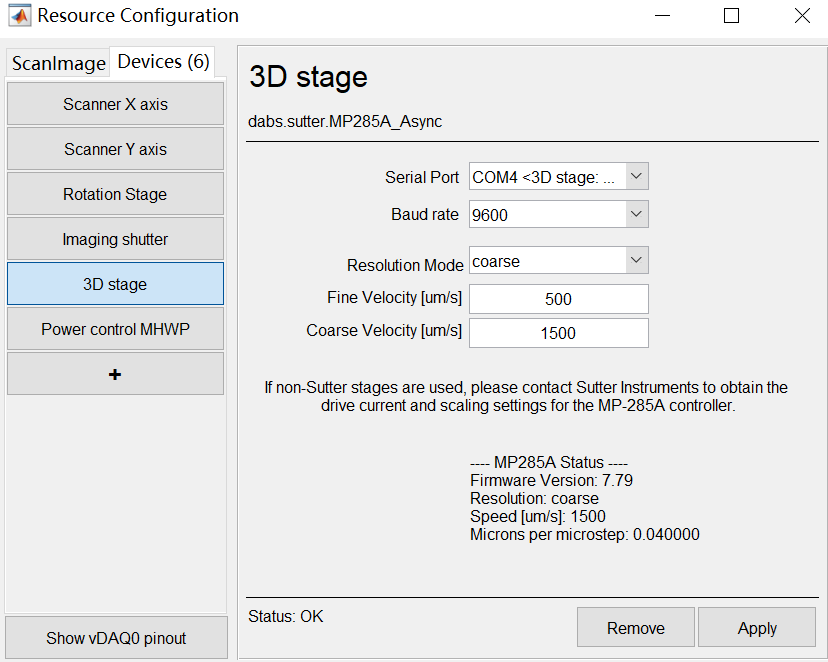 Resource Configuration
ScanImage
Devices (6)
Scanner X axis
Scanner Y axis
Rotation Stage
Imaging shutter
3D stage
Power control MHWP
+
Show vDAQ0 pinout
3D stage
dabs.sutter.MP285A_Async
Serial Port COM4 <3D stage: ...
Baud rate 9600
Resolution Mode coarse
Fine Velocity [um/s] 500
Coarse Velocity [um/s] 1500
If non-Sutter stages are used, please contact Sutter Instruments to obtain the
drive current and scaling settings for the MP-285A controller.
---- MP285A Status ----
Firmware Version: 7.79
Resolution: coarse
Speed [um/s]: 1500
Microns per microstep: 0.040000
Status: OK
Remove
Apply